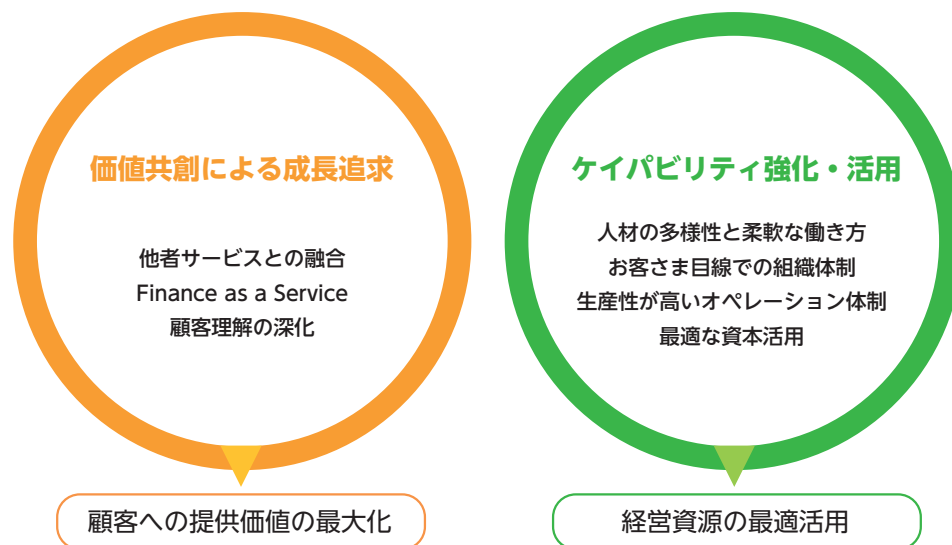 価値共創による成長追求
他者サービスとの融合
Finance as a Service
顧客理解の深化
顧客への提供価値の最大化
ケイパビリティ強化・活用
人材の多様性と柔軟な働き方
お客さま目線での組織体制
生産性が高いオペレーション体制
最適な資本活用
経営資源の最適活用